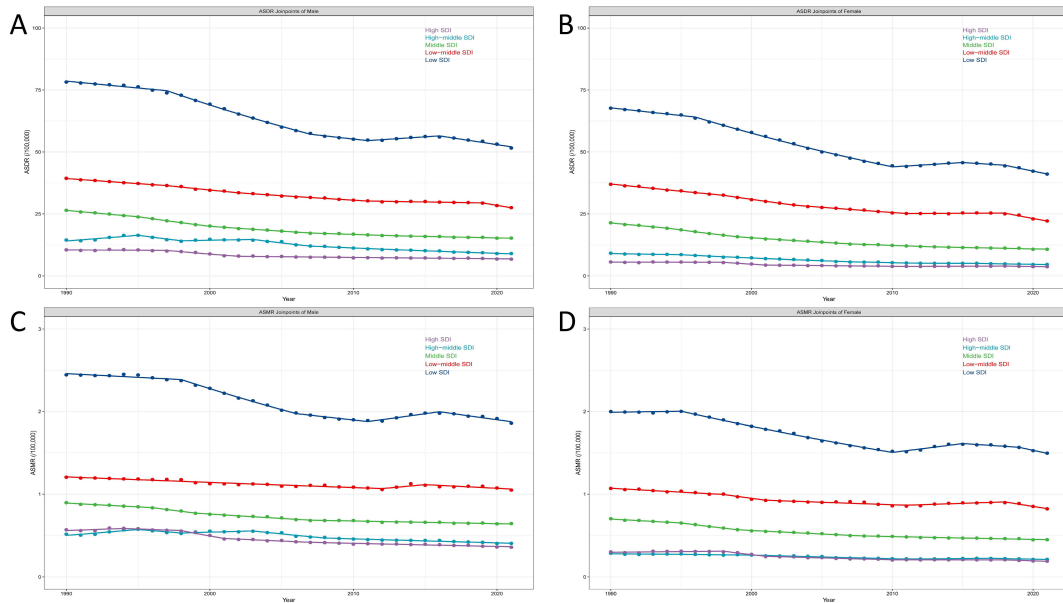 A
ASDR Joinpoints of Male
100
75
50
25
0
ASDR (/100,000)
High SDI
High−middle SDI
Middle SDI
Low−middle SDI
Low SDI
1990
2000
2010
2020
Year
B
ASDR Joinpoints of Female
100
75
50
25
0
ASDR (/100,000)
High SDI
High−middle SDI
Middle SDI
Low−middle SDI
Low SDI
1990
2000
2010
2020
Year
C
ASMR Joinpoints of Male
3
2
1
0
ASMR (/100,000)
High SDI
High−middle SDI
Middle SDI
Low−middle SDI
Low SDI
1990
2000
2010
2020
Year
D
ASMR Joinpoints of Female
3
2
1
0
ASMR (/100,000)
High SDI
High−middle SDI
Middle SDI
Low−middle SDI
Low SDI
1990
2000
2010
2020
Year